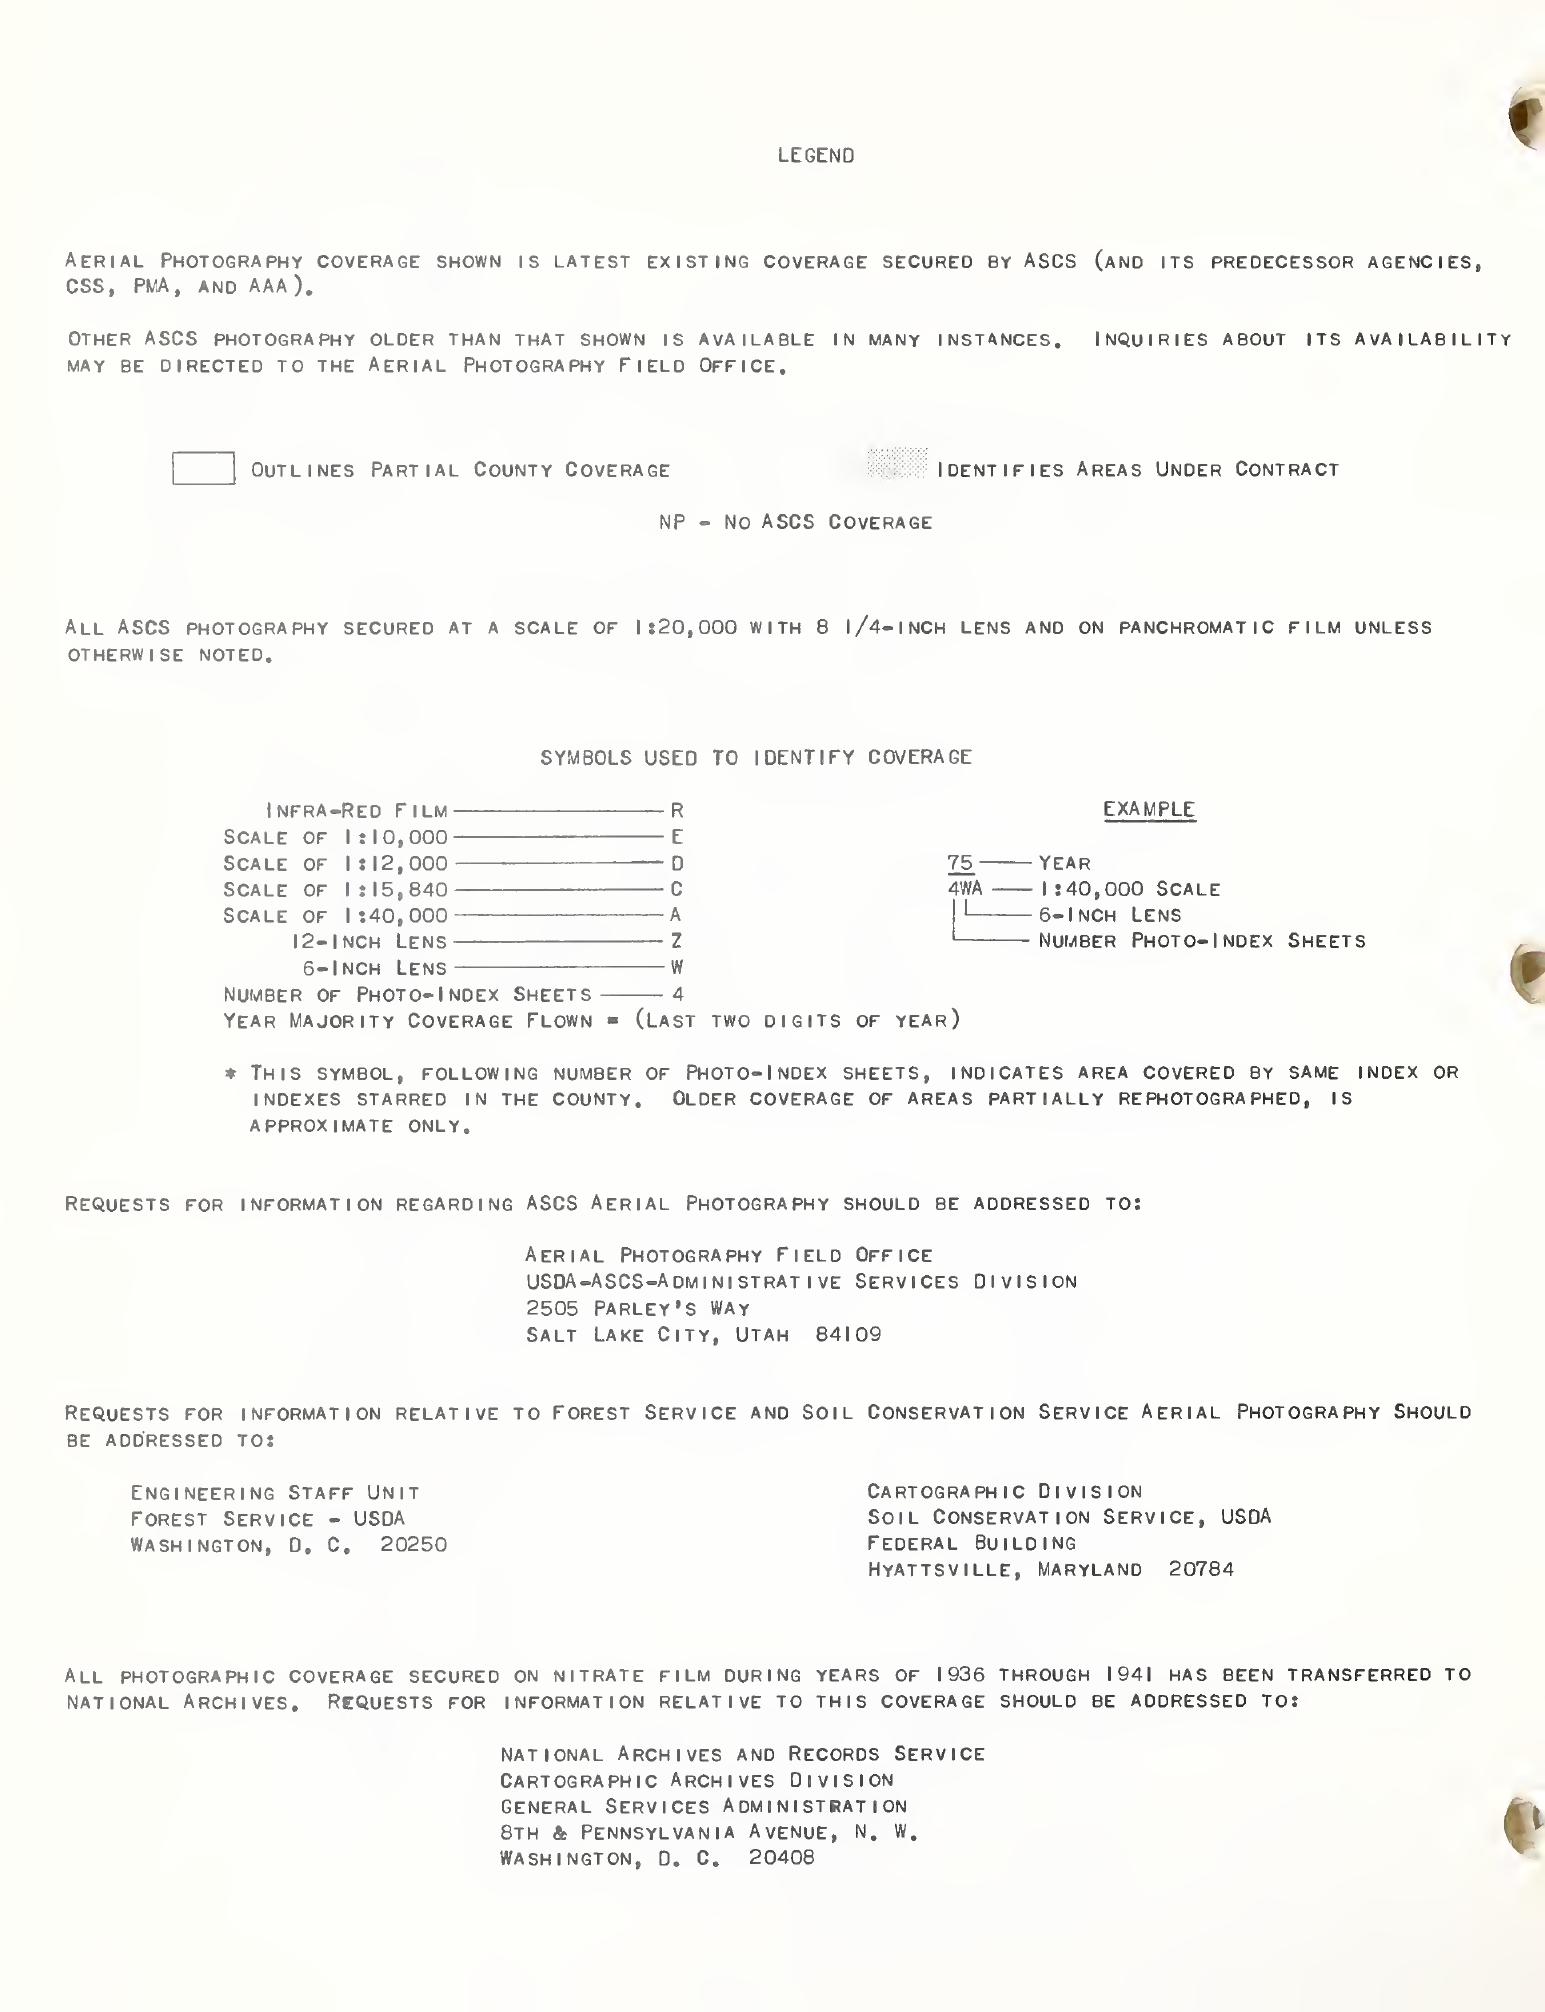 LEGEND
AERIAL PHOTOGRAPHY COVERAGE SHOWN IS LATEST EXISTING COVERAGE SECURED BY ASCS (AND ITS PREDECESSOR AGENCIES,
CSS, PMA, AND AAA).
OTHER ASCS PHOTOGRAPHY OLDER THAN THAT SHOWN IS AVAILABLE IN MANY INSTANCES. INQUIRIES ABOUT ITS AVAILABILITY
MAY BE DIRECTED TO THE AERIAL PHOTOGRAPHY FIELD OFFICE.
OUTLINES PARTIAL COUNTY COVERAGE
IDENTIFIES AREAS UNDER CONTRACT
NP - NO ASCS COVERAGE
ALL ASCS PHOTOGRAPHY SECURED AT A SCALE OF 1:20,000 WITH 8 1/4-INCH LENS AND ON PANCHROMATIC FILM UNLESS
OTHERWISE NOTED.
SYMBOLS USED TO IDENTIFY COVERAGE
INFRA-RED FILM R
SCALE OF 1:10,000 E
SCALE OF 1:12,000 D
SCALE OF 1:15,840 C
SCALE OF 1:40,000 A
12-INCH LENS Z
6-INCH LENS W
NUMBER OF PHOTO-INDEX SHEETS 4
YEAR MAJORITY COVERAGE FLOWN = (LAST TWO DIGITS OF YEAR)
EXAMPLE
75 YEAR
4WA 1:40,000 SCALE
6-INCH LENS
NUMBER PHOTO-INDEX SHEETS
* THIS SYMBOL, FOLLOWING NUMBER OF PHOTO-INDEX SHEETS, INDICATES AREA COVERED BY SAME INDEX OR
INDEXES STARRED IN THE COUNTY. OLDER COVERAGE OF AREAS PARTIALLY REPHOTOGRAPHED, IS
APPROXIMATE ONLY.
REQUESTS FOR INFORMATION REGARDING ASCS AERIAL PHOTOGRAPHY SHOULD BE ADDRESSED TO:
AERIAL PHOTOGRAPHY FIELD OFFICE
USDA-ASCS-ADMINISTRATIVE SERVICES DIVISION
2505 PARLEY'S WAY
SALT LAKE CITY, UTAH 84109
REQUESTS FOR INFORMATION RELATIVE TO FOREST SERVICE AND SOIL CONSERVATION SERVICE AERIAL PHOTOGRAPHY SHOULD
BE ADDRESSED TO:
ENGINEERING STAFF UNIT
FOREST SERVICE - USDA
WASHINGTON, D. C. 20250
CARTOGRAPHIC DIVISION
SOIL CONSERVATION SERVICE, USDA
FEDERAL BUILDING
HYATTSVILLE, MARYLAND 20784
ALL PHOTOGRAPHIC COVERAGE SECURED ON NITRATE FILM DURING YEARS OF 1936 THROUGH 1941 HAS BEEN TRANSFERRED TO
NATIONAL ARCHIVES. REQUESTS FOR INFORMATION RELATIVE TO THIS COVERAGE SHOULD BE ADDRESSED TO:
NATIONAL ARCHIVES AND RECORDS SERVICE
CARTOGRAPHIC ARCHIVES DIVISION
GENERAL SERVICES ADMINISTRATION
8TH & PENNSYLVANIA AVENUE, N. W.
WASHINGTON, D. C. 20408